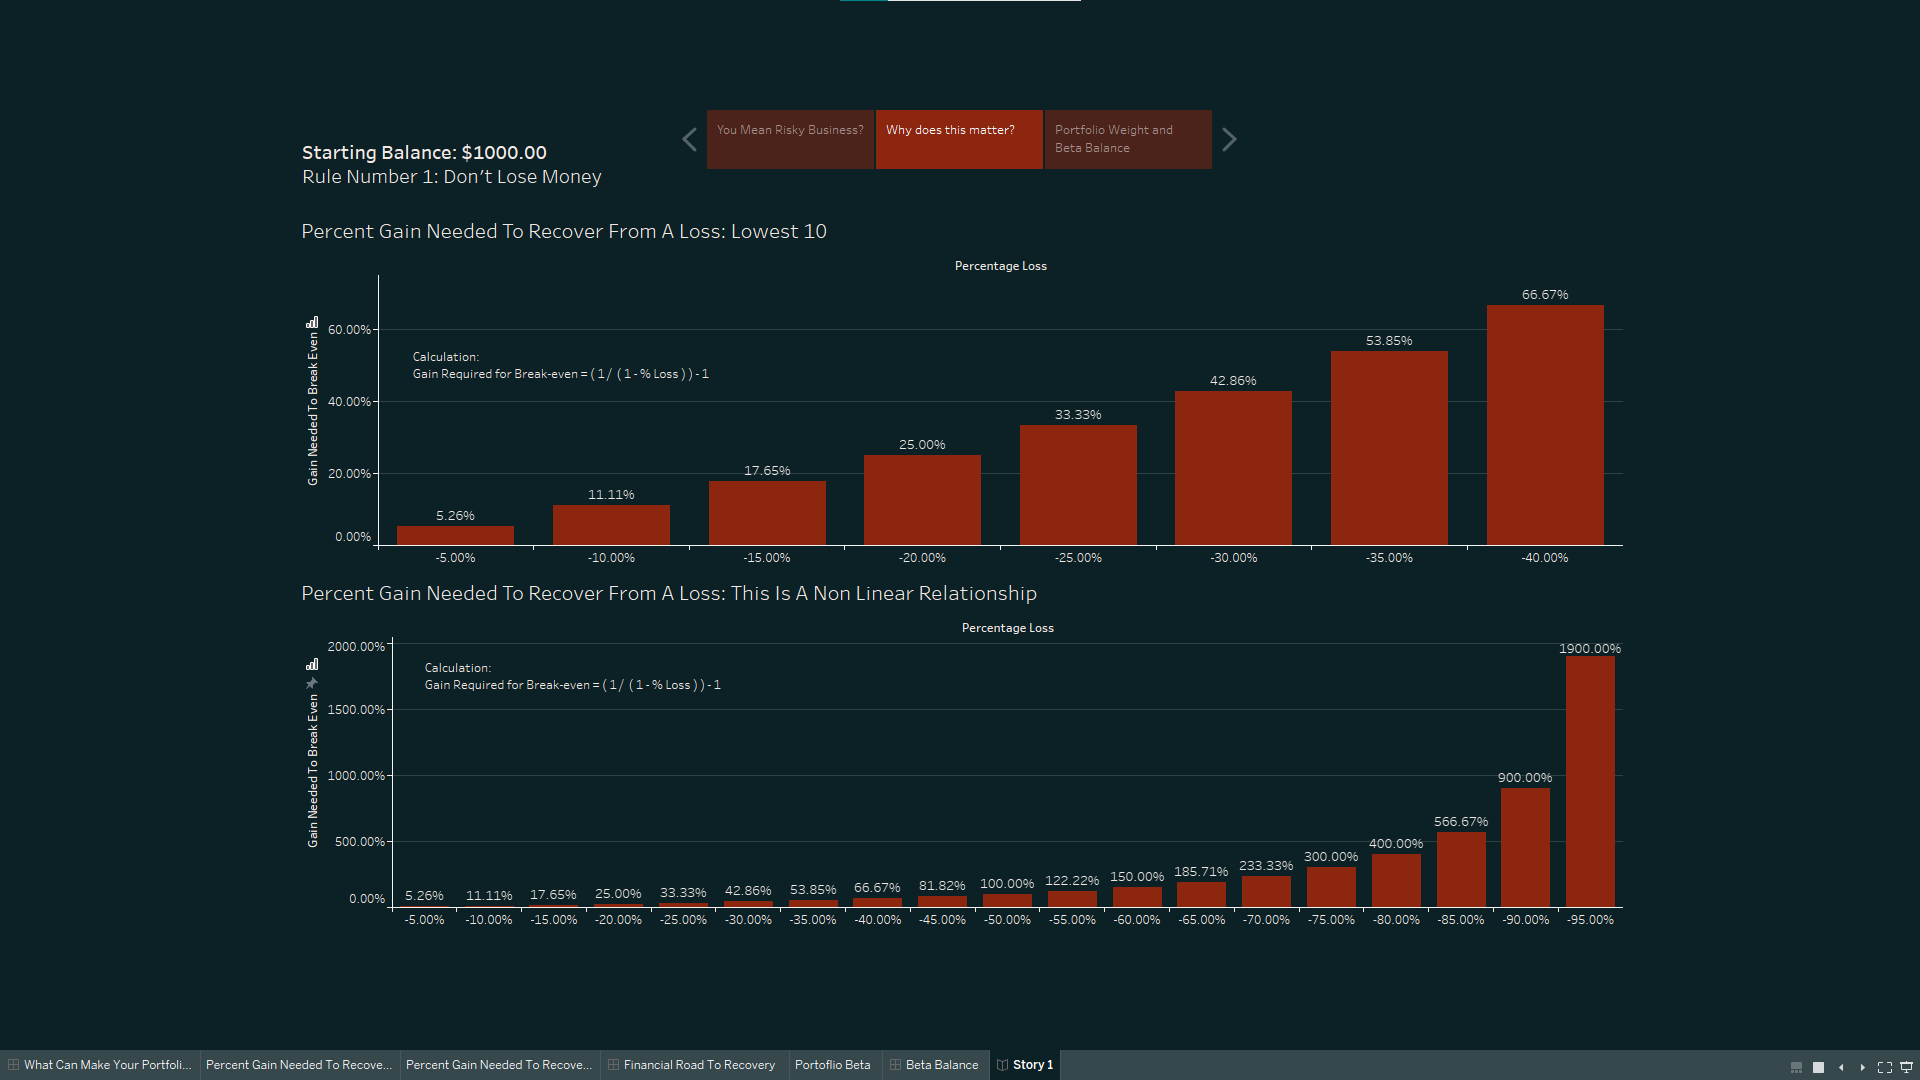 You Mean Risky Business?
Why does this matter?
Portfolio Weight and
Beta Balance
Starting Balance: $1000.00
Rule Number 1: Don't Lose Money
Percent Gain Needed To Recover From A Loss: Lowest 10
Percentage Loss
Gain Needed To Break Even
60.00%
40.00%
20.00%
0.00%
Calculation:
Gain Required for Break-even = ( 1 / ( 1 - % Loss ) ) - 1
5.26%
11.11%
17.65%
25.00%
33.33%
42.86%
53.85%
66.67%
-5.00%
-10.00%
-15.00%
-20.00%
-25.00%
-30.00%
-35.00%
-40.00%
Percent Gain Needed To Recover From A Loss: This Is A Non Linear Relationship
Percentage Loss
Gain Needed To Break Even
2000.00%
1500.00%
1000.00%
500.00%
0.00%
Calculation:
Gain Required for Break-even = ( 1 / ( 1 - % Loss ) ) - 1
5.26%
11.11%
17.65%
25.00%
33.33%
42.86%
53.85%
66.67%
81.82%
100.00%
122.22%
150.00%
185.71%
233.33%
300.00%
400.00%
566.67%
900.00%
1900.00%
-5.00%
-10.00%
-15.00%
-20.00%
-25.00%
-30.00%
-35.00%
-40.00%
-45.00%
-50.00%
-55.00%
-60.00%
-65.00%
-70.00%
-75.00%
-80.00%
-85.00%
-90.00%
-95.00%
What Can Make Your Portfoli...
Percent Gain Needed To Recove...
Percent Gain Needed To Recove...
Financial Road To Recovery
Portoflio Beta
Beta Balance
Story 1